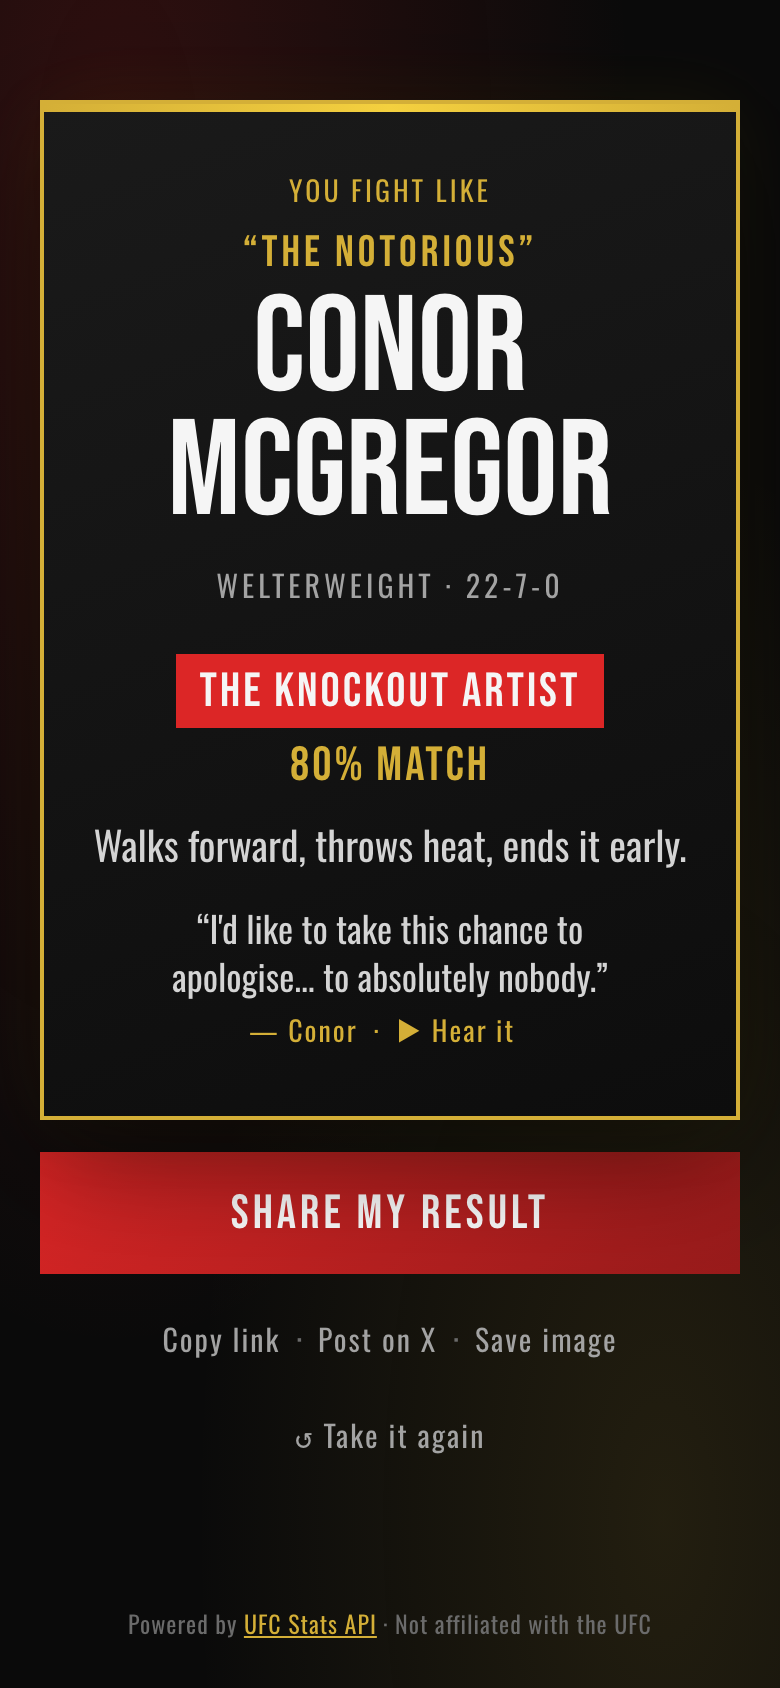 YOU FIGHT LIKE
“THE NOTORIOUS”
CONOR
MCGREGOR
WELTERWEIGHT · 22-7-0
THE KNOCKOUT ARTIST
80% MATCH
Walks forward, throws heat, ends it early.
“I'd like to take this chance to
apologise... to absolutely nobody.”
— Conor · ▶ Hear it
SHARE MY RESULT
Copy link · Post on X · Save image
↺ Take it again
Powered by UFC Stats API · Not affiliated with the UFC